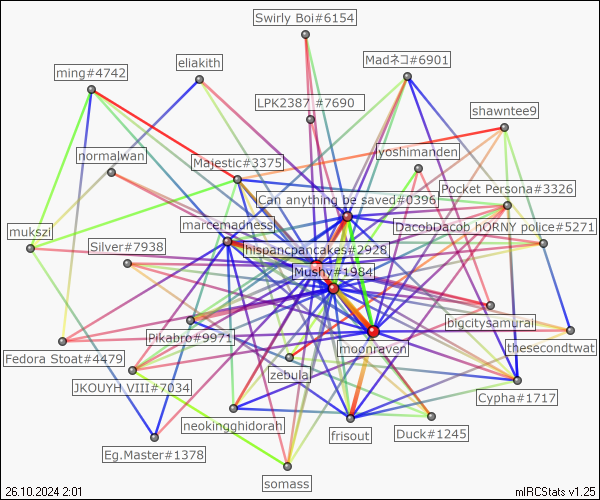 Swirly Boi#6154
eliakith
Madネコ#6901
ming#4742
LPK2387 #7690
shawntee9
normalwan
yoshimanden
Majestic#3375
Pocket Persona#3326
Can anything be saved#0396
marcemadness
DacobDacob hORNY police#5271
mukszi
Silver#7938
hispancpancakes#2928
Mushy#1984
bigcitysamurai
Pikabro#9971
moonraven
thesecondtwat
Fedora Stoat#4479
zebula
JKOUYH VIII#7034
Cypha#1717
neokingghidorah
frisout
Duck#1245
Eg.Master#1378
somass
26.10.2024 2:01
mIRCStats v1.25